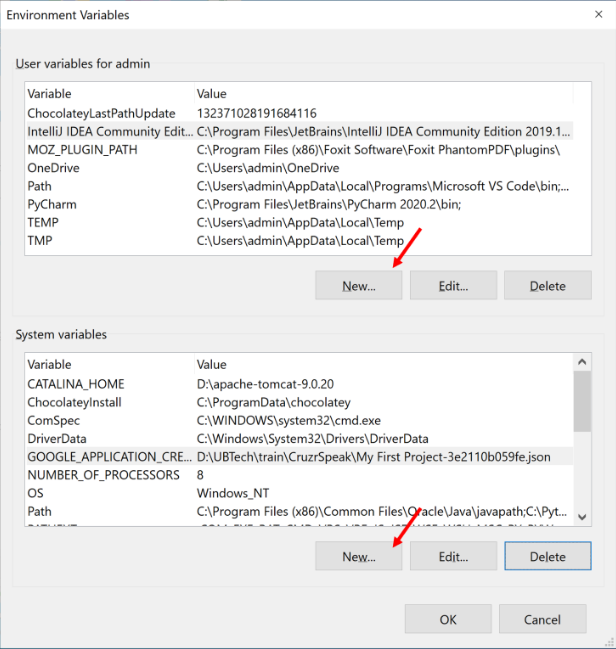 Environment Variables
User variables for admin
Variable Value
ChocolateyLastPathUpdate 132371028191684116
IntelliJ IDEA Community Edit... C:\Program Files\JetBrains\IntelliJ IDEA Community Edition 2019.1...
MOZ_PLUGIN_PATH C:\Program Files (x86)\Foxit Software\Foxit PhantomPDF\plugins\
OneDrive C:\Users\admin\OneDrive
Path C:\Users\admin\AppData\Local\Programs\Microsoft VS Code\bin;...
PyCharm C:\Program Files\JetBrains\PyCharm 2020.2\bin;
TEMP C:\Users\admin\AppData\Local\Temp
TMP C:\Users\admin\AppData\Local\Temp
New... Edit... Delete
System variables
Variable Value
CATALINA_HOME D:\apache-tomcat-9.0.20
ChocolateyInstall C:\ProgramData\chocolatey
ComSpec C:\WINDOWS\system32\cmd.exe
DriverData C:\Windows\System32\Drivers\DriverData
GOOGLE_APPLICATION_CRE... D:\UBTech\train\CruzrSpeak\My First Project-3e2110b059fe.json
NUMBER_OF_PROCESSORS 8
OS Windows_NT
Path C:\Program Files (x86)\Common Files\Oracle\Java\javapath;C:\Pyt...
New... Edit... Delete
OK Cancel